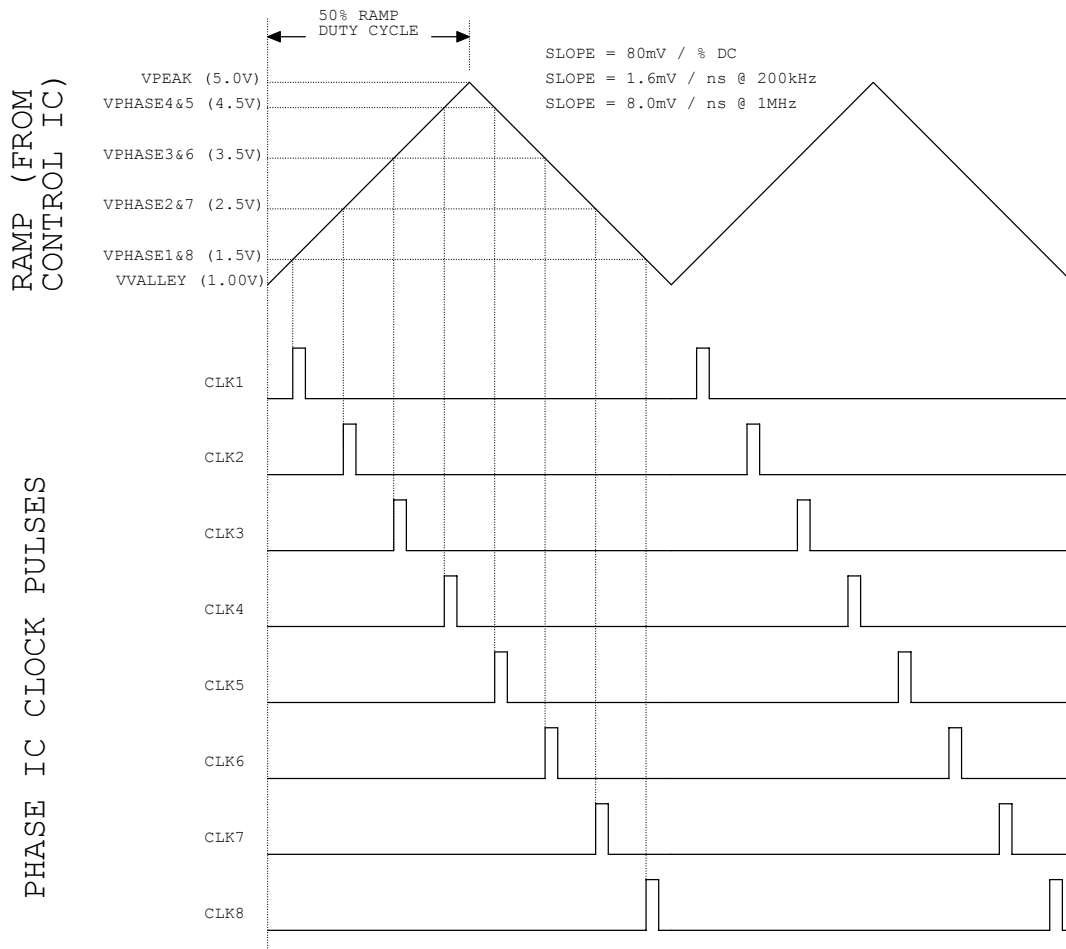 50% RAMP
DUTY CYCLE
SLOPE = 80mV / % DC
SLOPE = 1.6mV / ns @ 200kHz
SLOPE = 8.0mV / ns @ 1MHz
RAMP (FROM
CONTROL IC)
VPEAK (5.0V)
VPHASE4&5 (4.5V)
VPHASE3&6 (3.5V)
VPHASE2&7 (2.5V)
VPHASE1&8 (1.5V)
VVALLEY (1.00V)
PHASE IC CLOCK PULSES
CLK1
CLK2
CLK3
CLK4
CLK5
CLK6
CLK7
CLK8